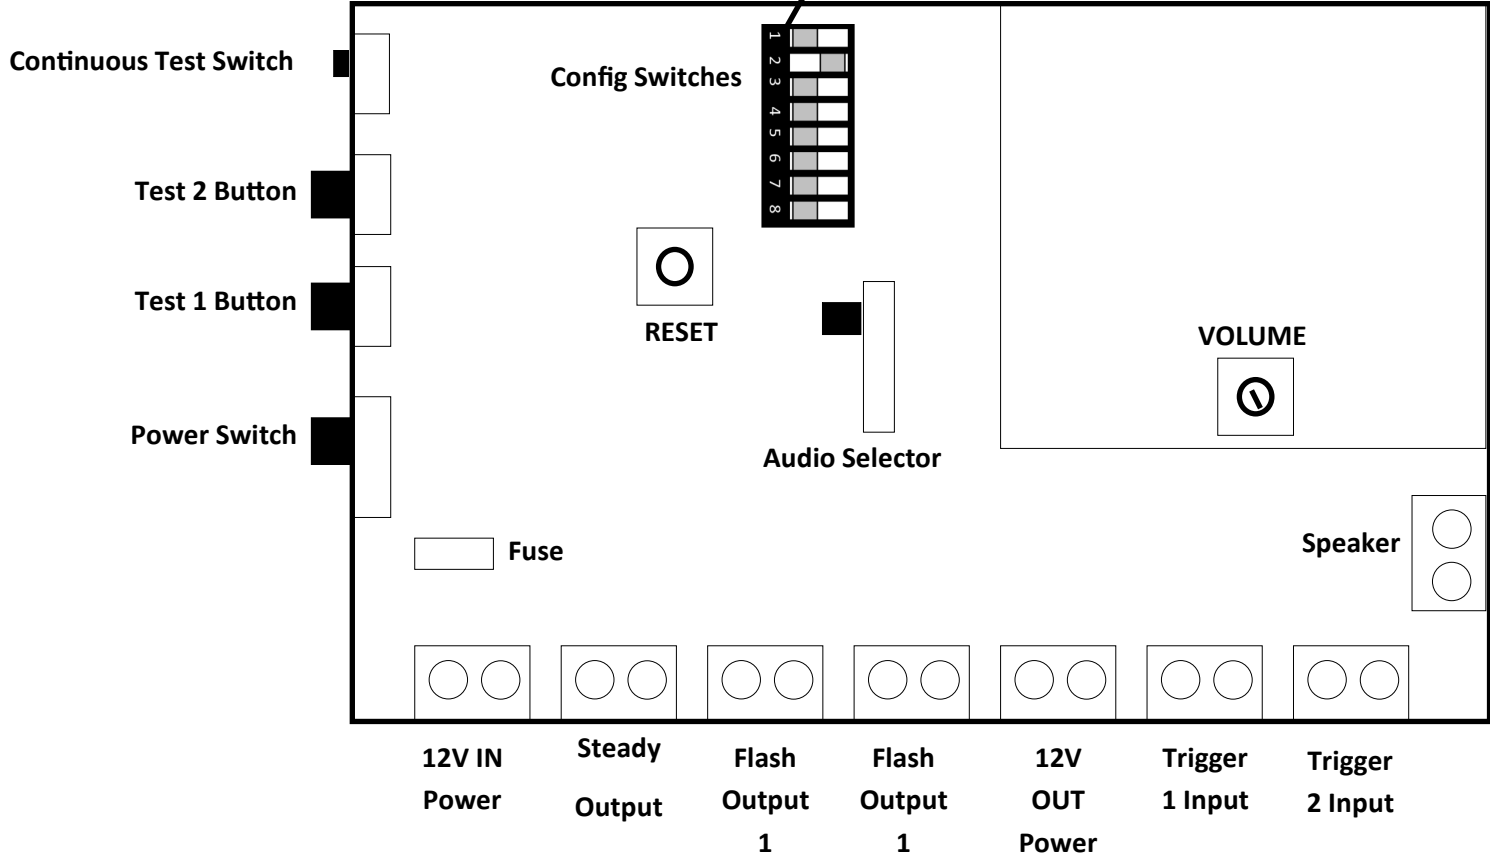 Continuous Test Switch
Config Switches
1
2
3
4
5
6
7
8
Test 2 Button
Test 1 Button
RESET
VOLUME
Power Switch
Audio Selector
Fuse
Speaker
12V IN
Power
Steady
Output
Flash
Output
1
Flash
Output
1
12V
OUT
Power
Trigger
1 Input
Trigger
2 Input